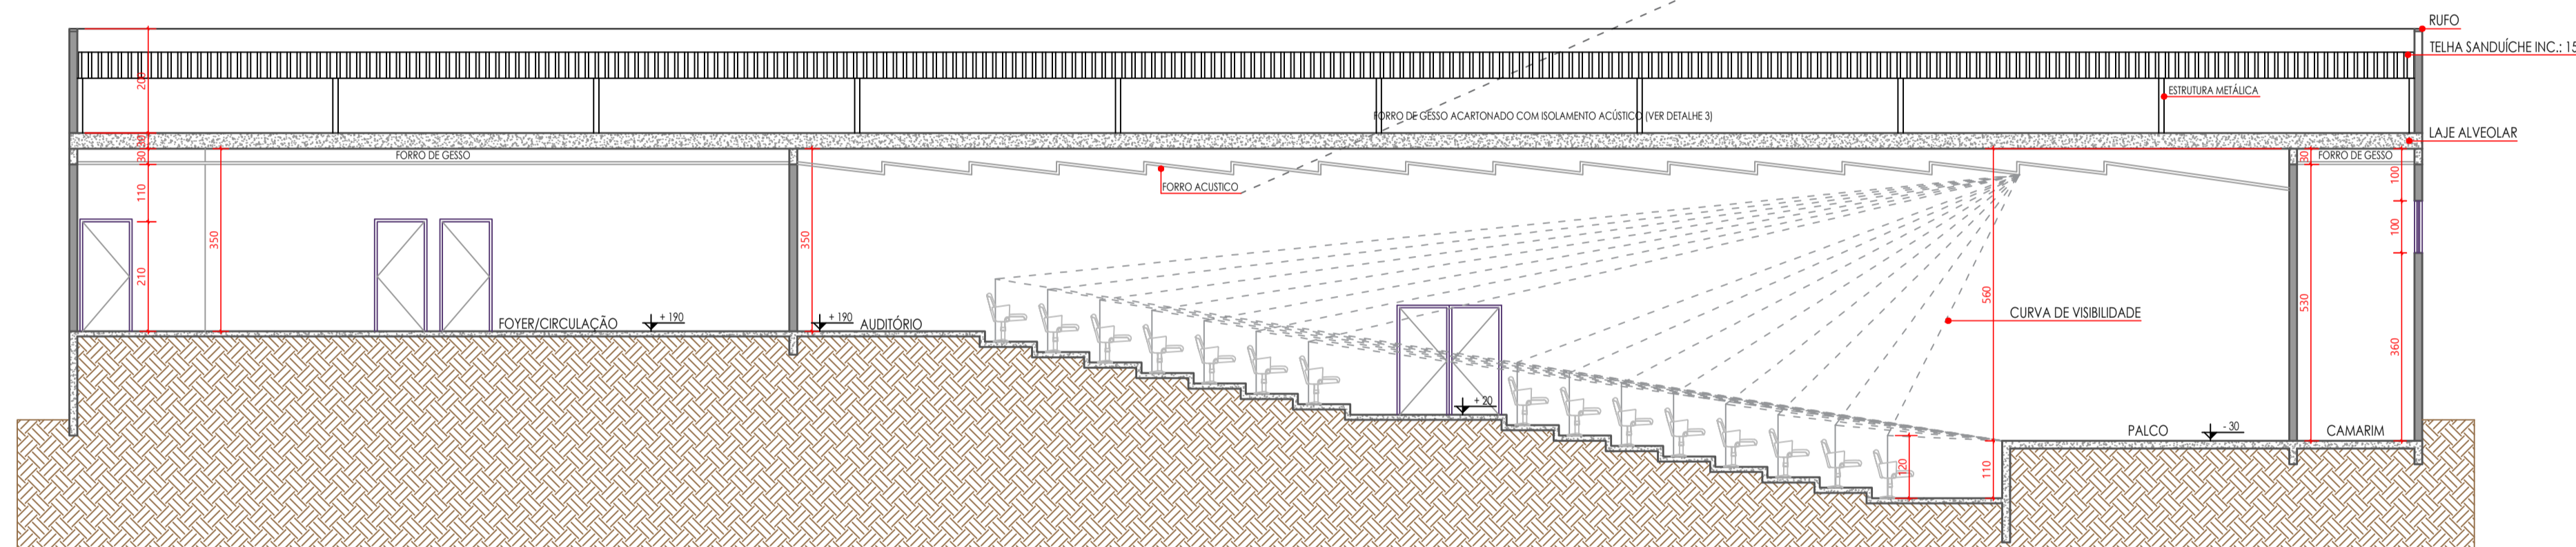 RUFO
TELHA SANDUÍCHE INC.: 15
200
ESTRUTURA METÁLICA
FORRO DE GESSO ACARTONADO COM ISOLAMENTO ACÚSTICO (VER DETALHE 3)
LAJE ALVEOLAR
30
30
FORRO DE GESSO
30
FORRO DE GESSO
FORRO ACUSTICO
110
100
350
350
100
210
560
530
CURVA DE VISIBILIDADE
FOYER/CIRCULAÇÃO
+ 190
+ 190
AUDITÓRIO
360
+ 20
PALCO
- 30
CAMARIM
120
110